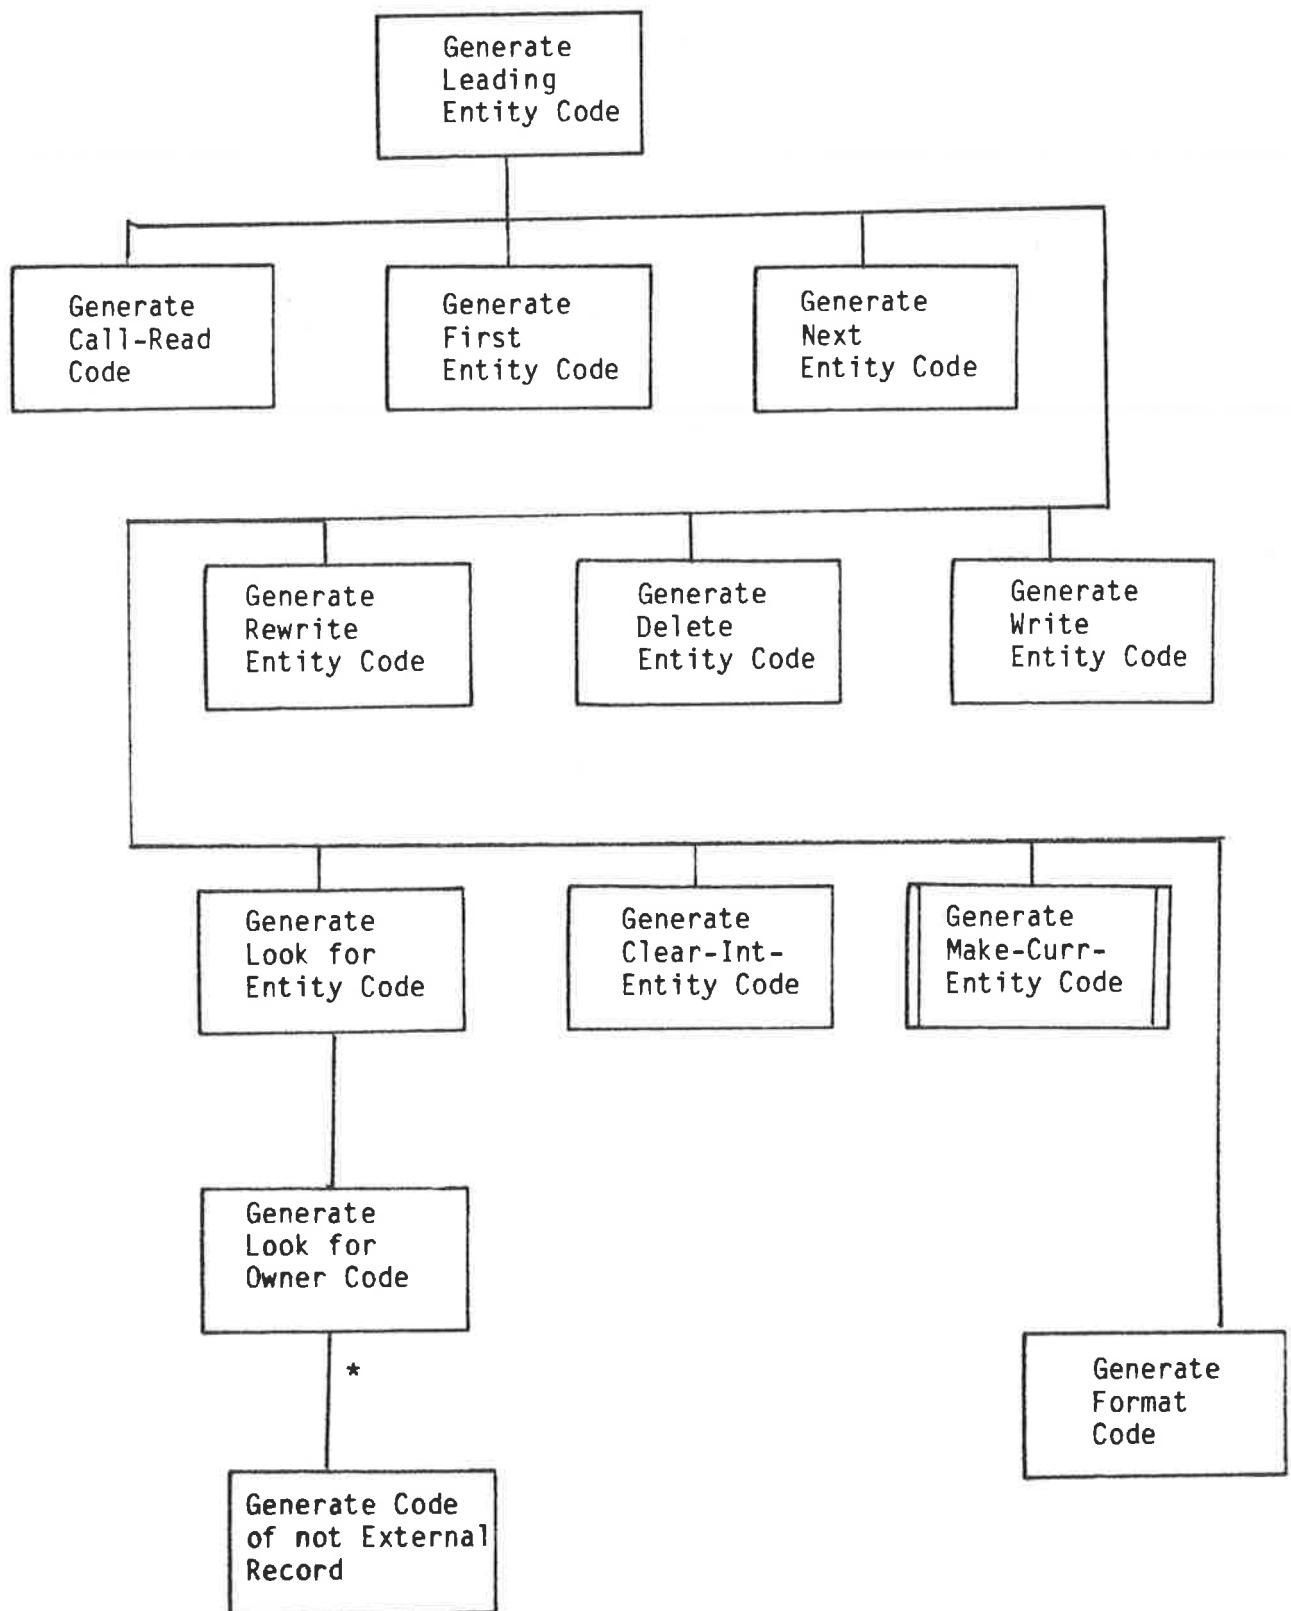 Generate
Leading
Entity Code
Generate
Call-Read
Code
Generate
First
Entity Code
Generate
Next
Entity Code
Generate
Rewrite
Entity Code
Generate
Delete
Entity Code
Generate
Write
Entity Code
Generate
Look for
Entity Code
Generate
Clear-Int-
Entity Code
Generate
Make-Curr-
Entity Code
Generate
Look for
Owner Code
*
Generate
Format
Code
Generate Code
of not External
Record